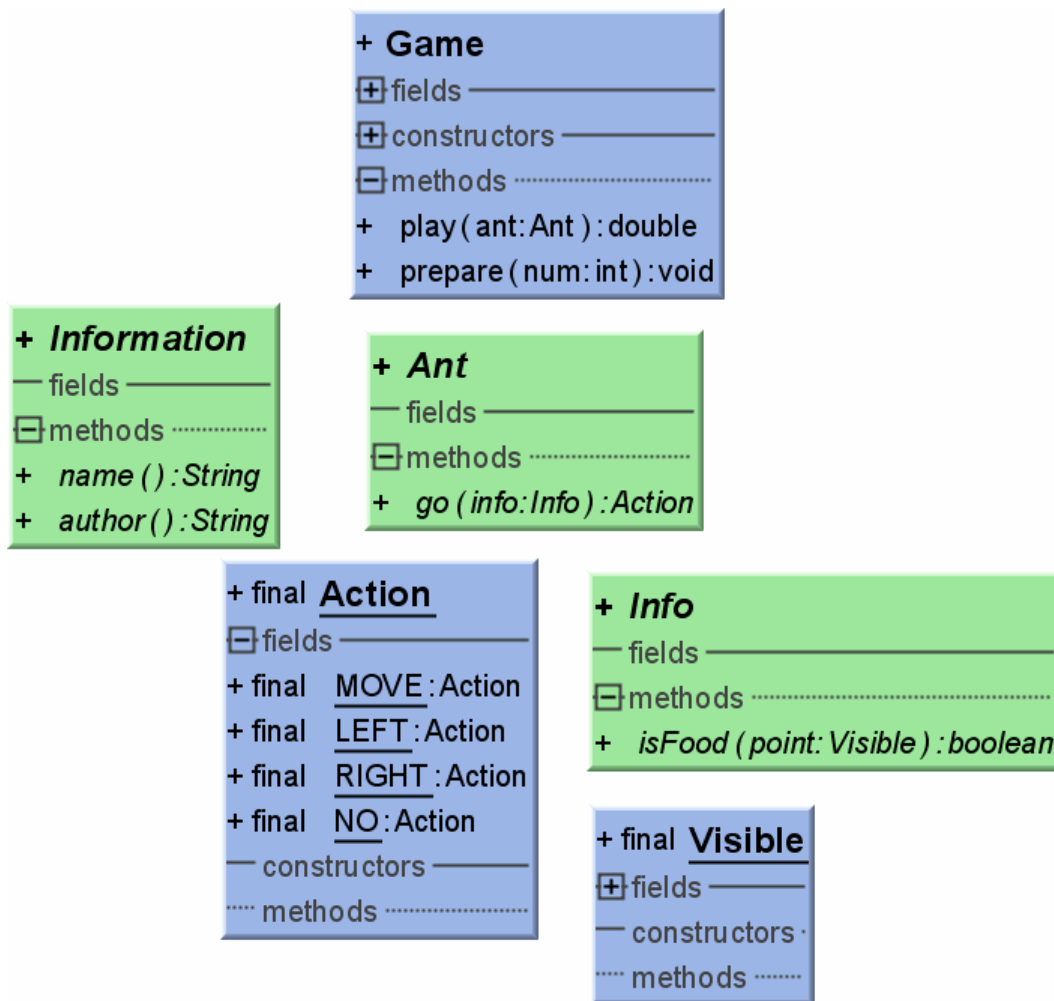 + Game
+ fields
+ constructors
- methods
+ play(ant:Ant):double
+ prepare(num:int):void
+ Information
fields
- methods
+ name():String
+ author():String
+ Ant
fields
- methods
+ go(info:Info):Action
+ final Action
- fields
+ final MOVE:Action
+ final LEFT:Action
+ final RIGHT:Action
+ final NO:Action
constructors
methods
+ Info
fields
- methods
+ isFood(point:Visible):boolean
+ final Visible
+ fields
constructors
methods